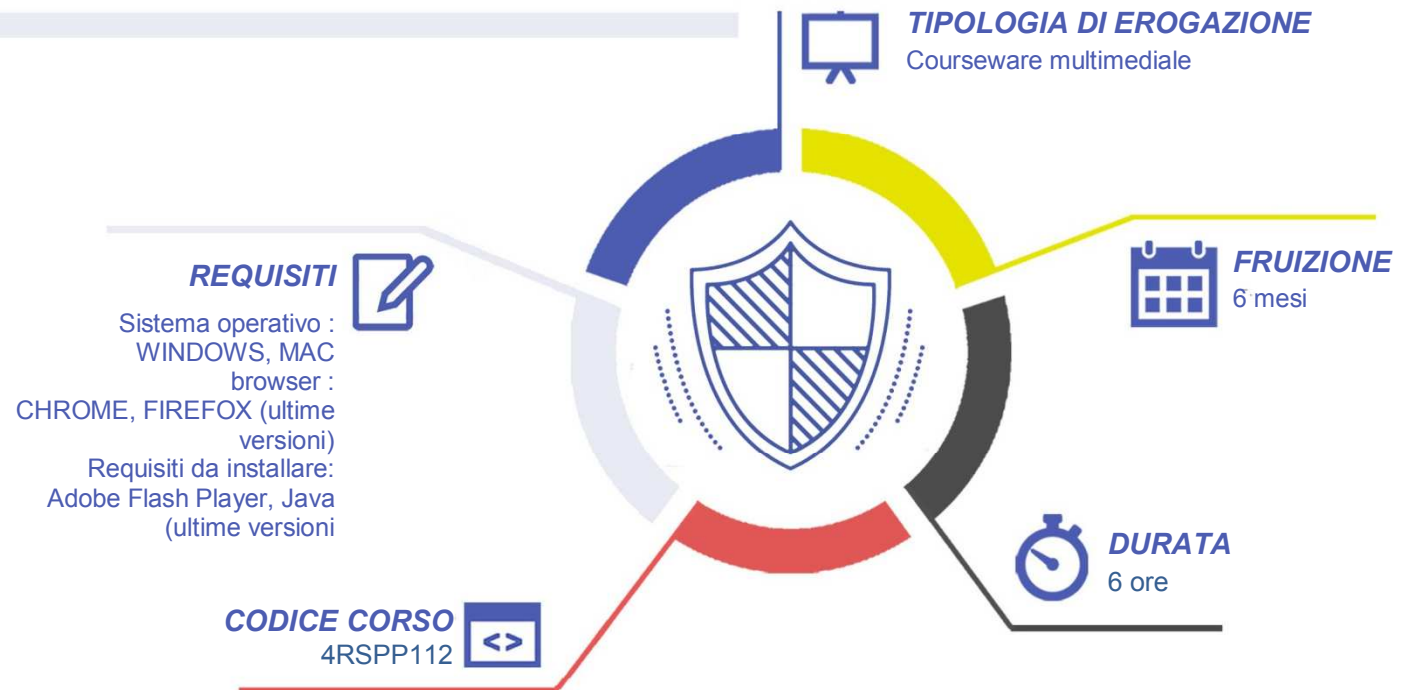 TIPOLOGIA DI EROGAZIONE
Courseware multimediale
REQUISITI
Sistema operativo :
WINDOWS, MAC
browser :
CHROME, FIREFOX (ultime
versioni)
Requisiti da installare:
Adobe Flash Player, Java
(ultime versioni
FRUIZIONE
6 mesi
DURATA
6 ore
CODICE CORSO
4RSPP112
<>